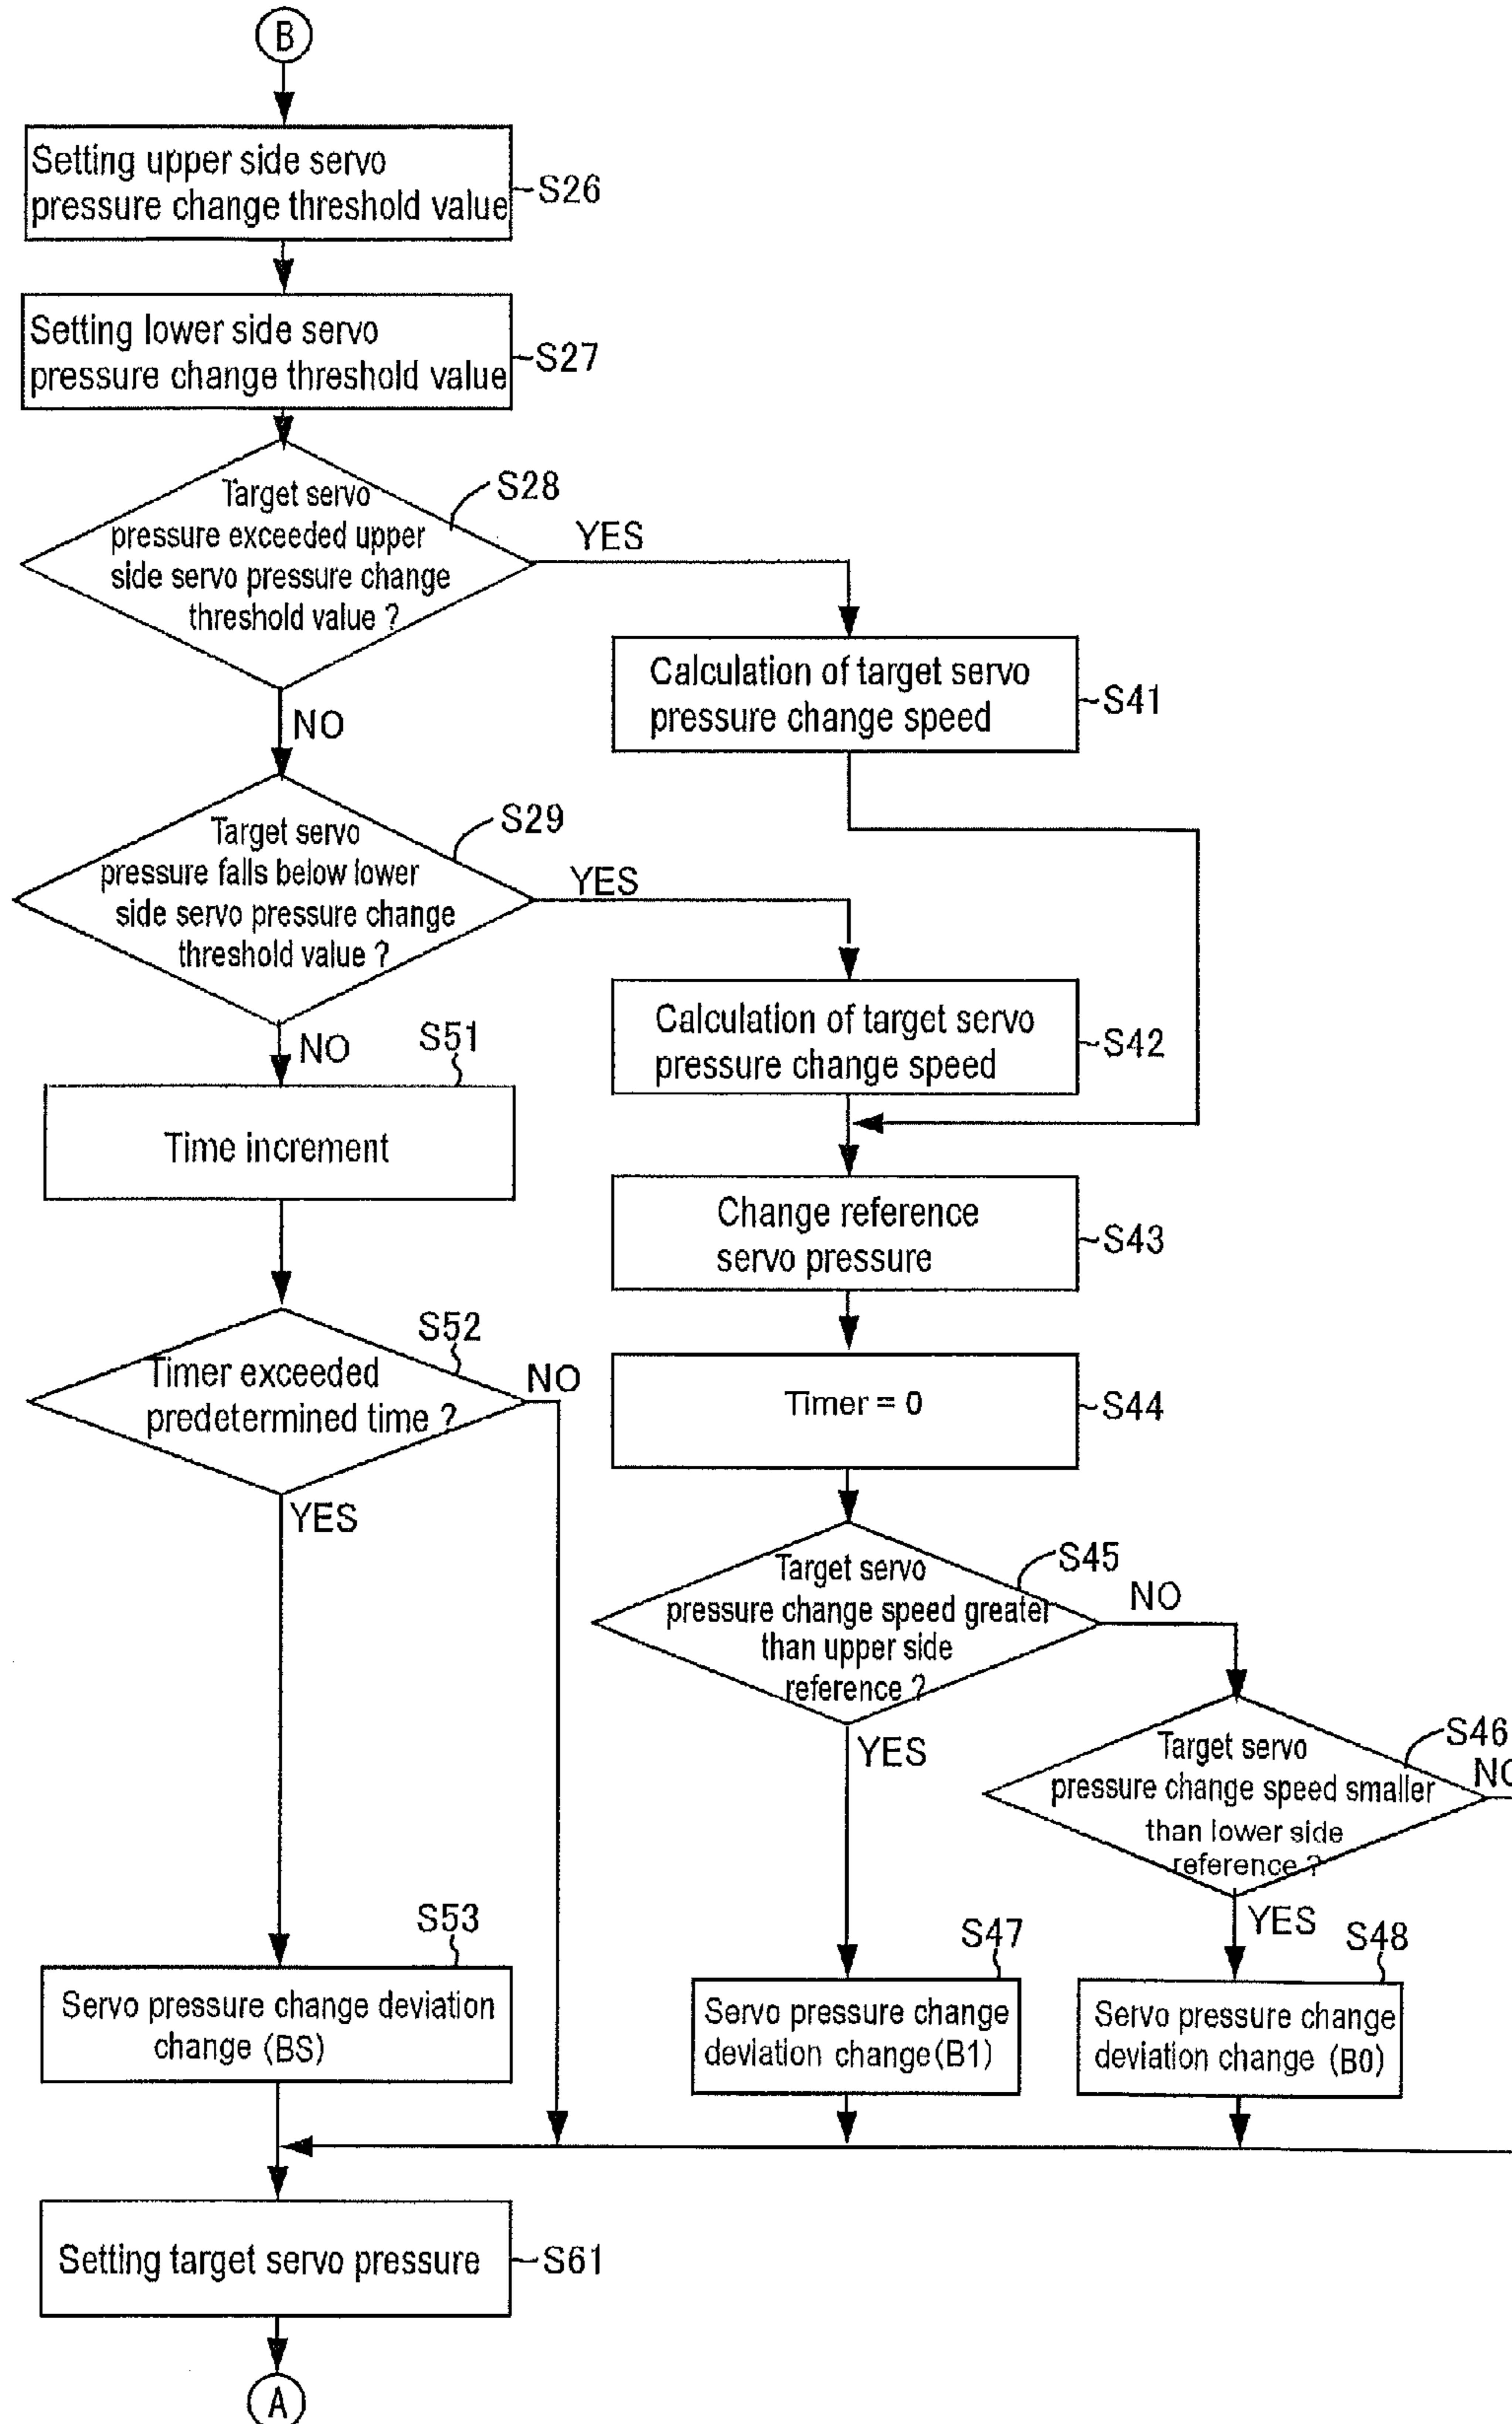 B
Setting upper side servo
pressure change threshold value
S26
Setting lower side servo
pressure change threshold value
S27
Target servo
pressure exceeded upper
side servo pressure change
threshold value ?
S28
YES
NO
Calculation of target servo
pressure change speed
S41
Target servo
pressure falls below lower
side servo pressure change
threshold value ?
S29
YES
NO
Calculation of target servo
pressure change speed
S42
S51
Time increment
Change reference
servo pressure
S43
Timer exceeded
predetermined time ?
S52
NO
YES
Timer = 0
S44
Target servo
pressure change speed greater
than upper side
reference ?
S45
NO
YES
Target servo
pressure change speed smaller
than lower side
reference ?
S46
NO
YES
S53
Servo pressure change deviation
change (BS)
S47
Servo pressure change
deviation change(B1)
S48
Servo pressure change
deviation change (B0)
Setting target servo pressure
S61
A